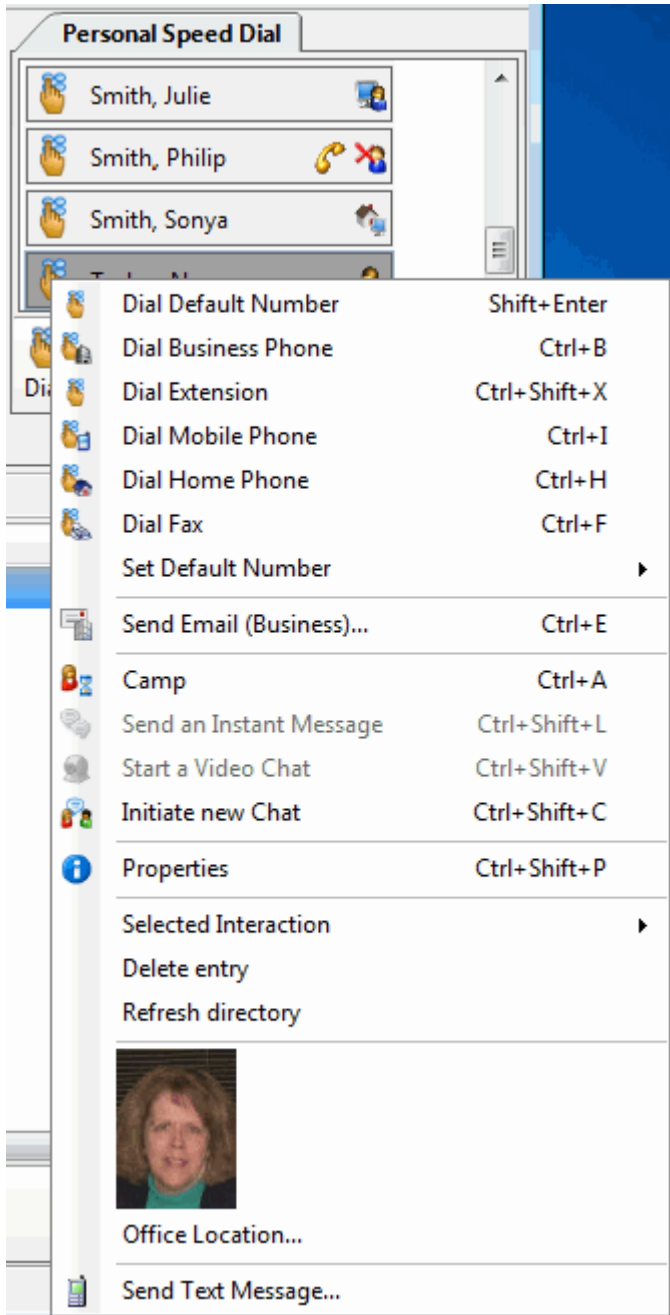 Personal Speed Dial
Smith, Julie
Smith, Philip
Smith, Sonya
Dial Default Number Shift+Enter
Dial Business Phone Ctrl+B
Dial Extension Ctrl+Shift+X
Dial Mobile Phone Ctrl+I
Dial Home Phone Ctrl+H
Dial Fax Ctrl+F
Set Default Number
Send Email (Business)... Ctrl+E
Camp Ctrl+A
Send an Instant Message Ctrl+Shift+L
Start a Video Chat Ctrl+Shift+V
Initiate new Chat Ctrl+Shift+C
Properties Ctrl+Shift+P
Selected Interaction
Delete entry
Refresh directory
Office Location...
Send Text Message...